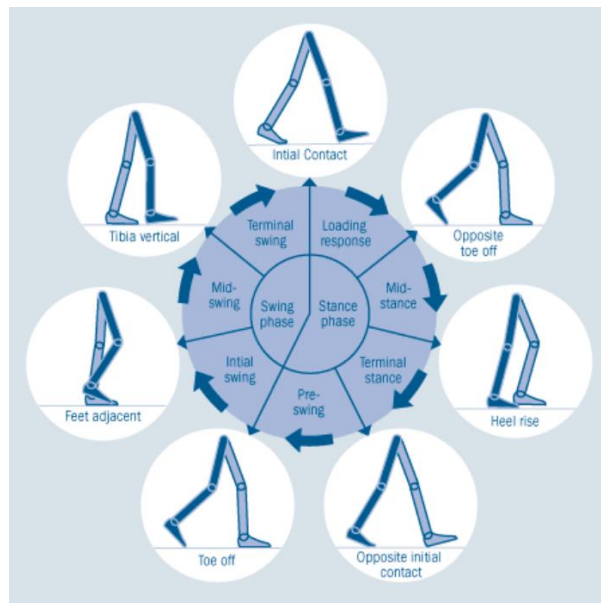 Intial Contact
Opposite
toe off
Heel rise
Opposite initial
contact
Toe off
Feet adjacent
Tibia vertical
Loading
response
Mid-
stance
Terminal
stance
Pre-
swing
Intial
swing
Mid-
swing
Terminal
swing
Swing
phase
Stance
phase